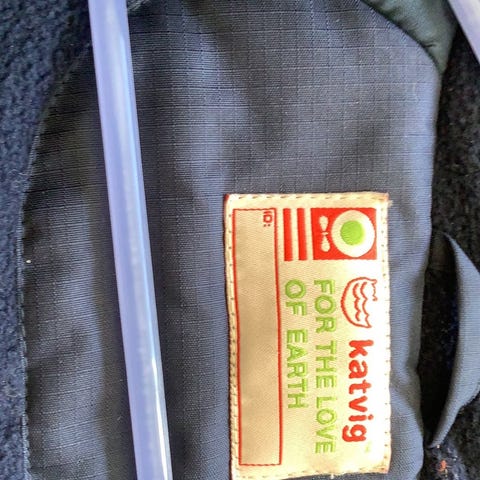 katvig
FOR THE LOVE
OF EARTH
ID: